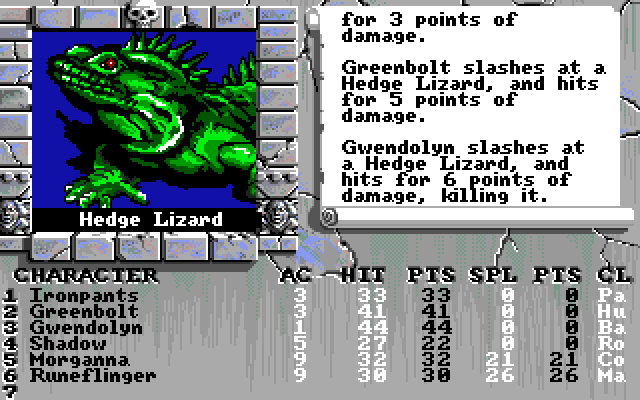 for 3 points of
damage.
Greenbolt slashes at a
Hedge Lizard, and hits
for 5 points of
damage.
Gwendolyn slashes at
a Hedge Lizard, and
hits for 6 points of
damage, killing it.
Hedge Lizard
CHARACTER AC HIT PTS SPL PTS CL
1 Ironpants 3 33 33 0 0 Pa
2 Greenbolt 3 41 41 0 0 Hu
3 Gwendolyn 1 44 44 0 0 Ba
4 Shadow 5 27 22 0 0 Ro
5 Morganna 9 32 32 21 21 Co
6 Runeflinger 9 30 30 26 26 Ma
7